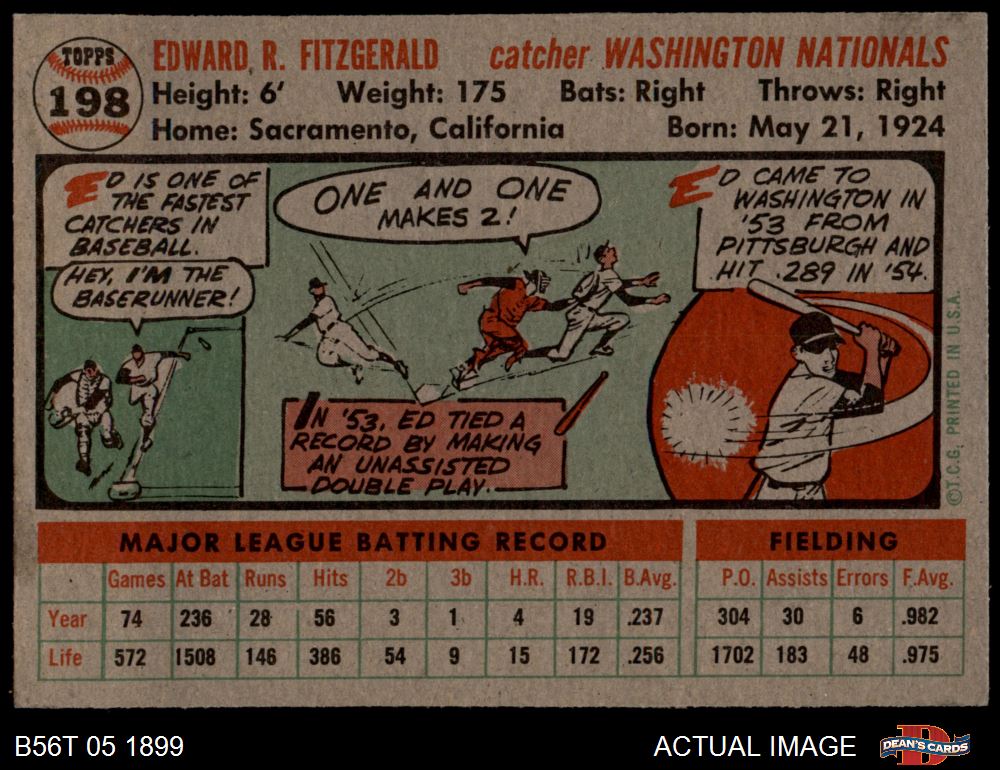 TOPPS
198
EDWARD R. FITZGERALD catcher WASHINGTON NATIONALS
Height: 6' Weight: 175 Bats: Right Throws: Right
Home: Sacramento, California Born: May 21, 1924
ED IS ONE OF
THE FASTEST
CATCHERS IN
BASEBALL.
HEY, I'M THE
BASERUNNER!
ONE AND ONE
MAKES 2!
IN '53, ED TIED A
RECORD BY MAKING
AN UNASSISTED
DOUBLE PLAY.
ED CAME TO
WASHINGTON IN
'53 FROM
PITTSBURGH AND
HIT .289 IN '54.
©T.C.G. PRINTED IN U.S.A.
MAJOR LEAGUE BATTING RECORD FIELDING
Games At Bat Runs Hits 2b 3b H.R. R.B.I. B.Avg. P.O. Assists Errors F.Avg.
Year 74 236 28 56 3 1 4 19 .237 304 30 6 .982
Life 572 1508 146 386 54 9 15 172 .256 1702 183 48 .975
B56T 05 1899 ACTUAL IMAGE DEAN'S CARDS